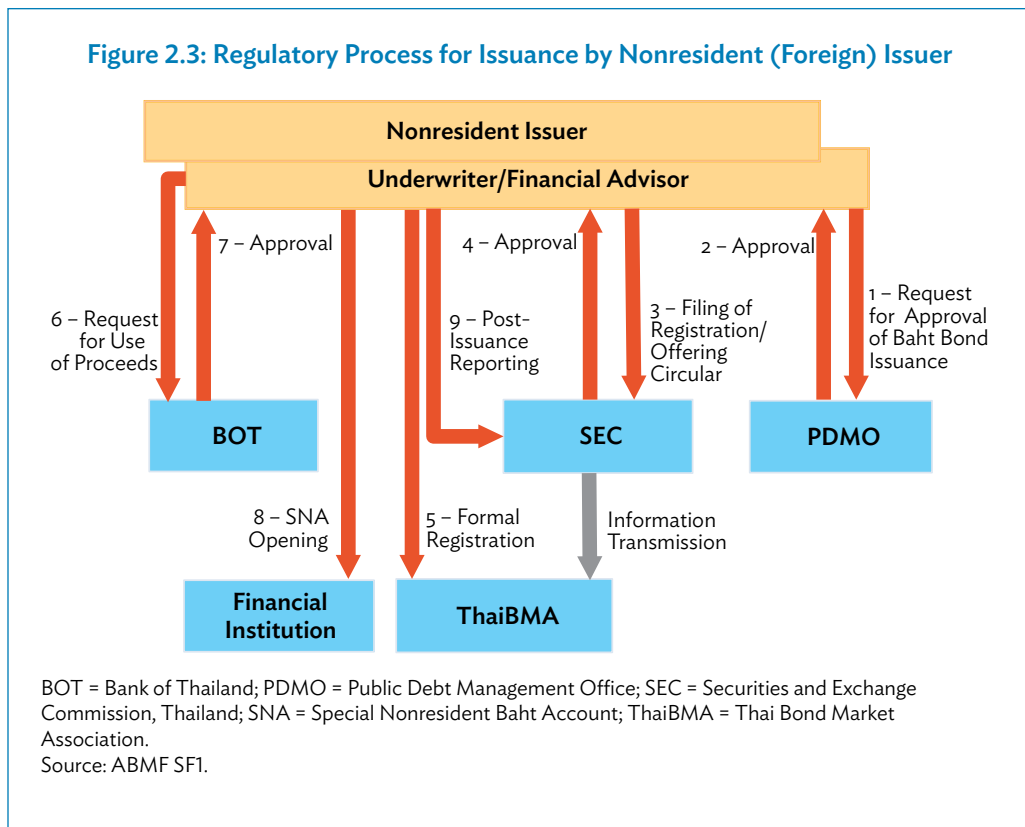 Figure 2.3: Regulatory Process for Issuance by Nonresident (Foreign) Issuer
Nonresident Issuer
Underwriter/Financial Advisor
7 – Approval
4 – Approval
2 – Approval
6 – Request
for Use
of Proceeds
9 – Post-
Issuance
Reporting
3 – Filing of
Registration/
Offering
Circular
1 – Request
for Approval
of Baht Bond
Issuance
BOT
SEC
PDMO
8 – SNA
Opening
5 – Formal
Registration
Information
Transmission
Financial
Institution
ThaiBMA
BOT = Bank of Thailand; PDMO = Public Debt Management Office; SEC = Securities and Exchange
Commission, Thailand; SNA = Special Nonresident Baht Account; ThaiBMA = Thai Bond Market
Association.
Source: ABMF SF1.